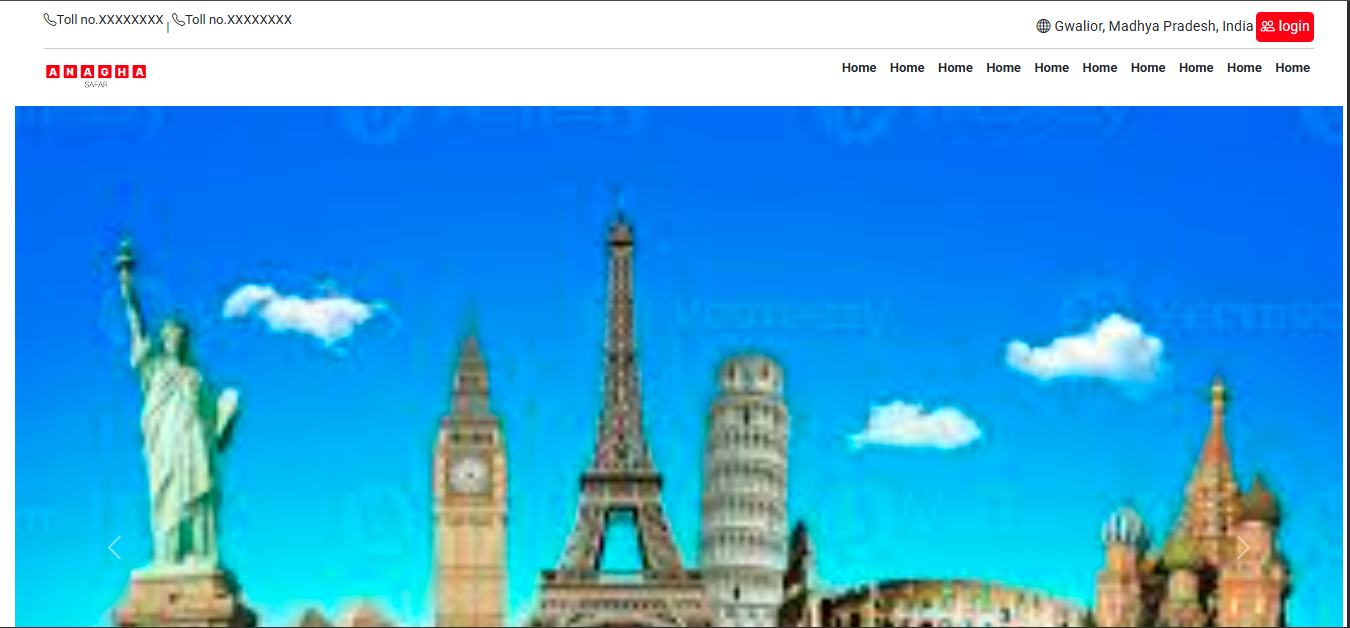 Toll no.XXXXXXXX | Toll no.XXXXXXXX
Gwalior, Madhya Pradesh, India login
ANAGHA
SAFAR
Home Home Home Home Home Home Home Home Home Home
Vecteezy